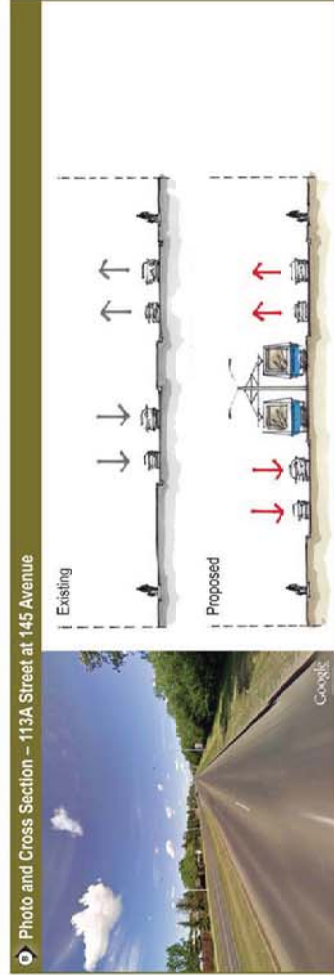 B
Photo and Cross Section – 113A Street at 145 Avenue
Existing
Proposed
Google